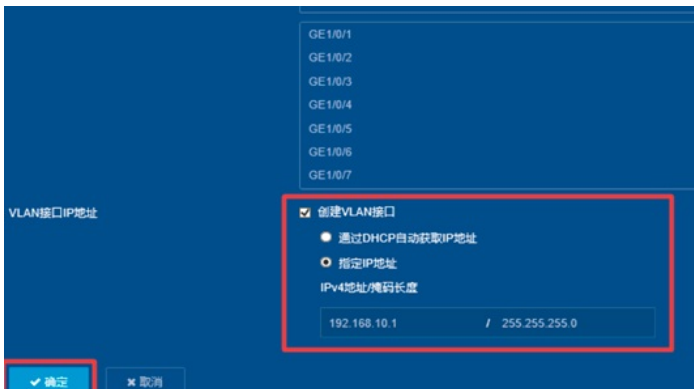 GE1/0/1
GE1/0/2
GE1/0/3
GE1/0/4
GE1/0/5
GE1/0/6
GE1/0/7
VLAN接口IP地址
创建VLAN接口
通过DHCP自动获取IP地址
指定IP地址
IPv4地址/掩码长度
192.168.10.1 / 255.255.255.0
确定 取消